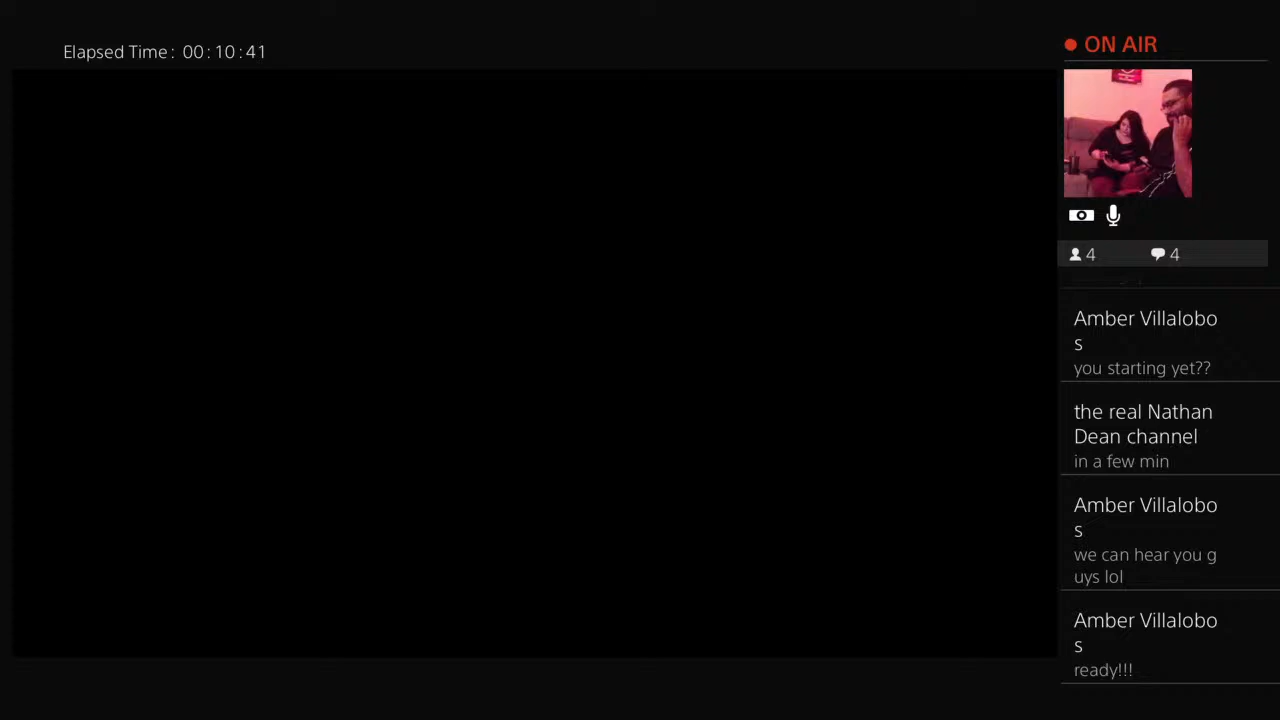 Elapsed Time: 00:10:41
ON AIR
4
4
Amber Villalobo
s
you starting yet??
the real Nathan
Dean channel
in a few min
Amber Villalobo
s
we can hear you g
uys lol
Amber Villalobo
s
ready!!!